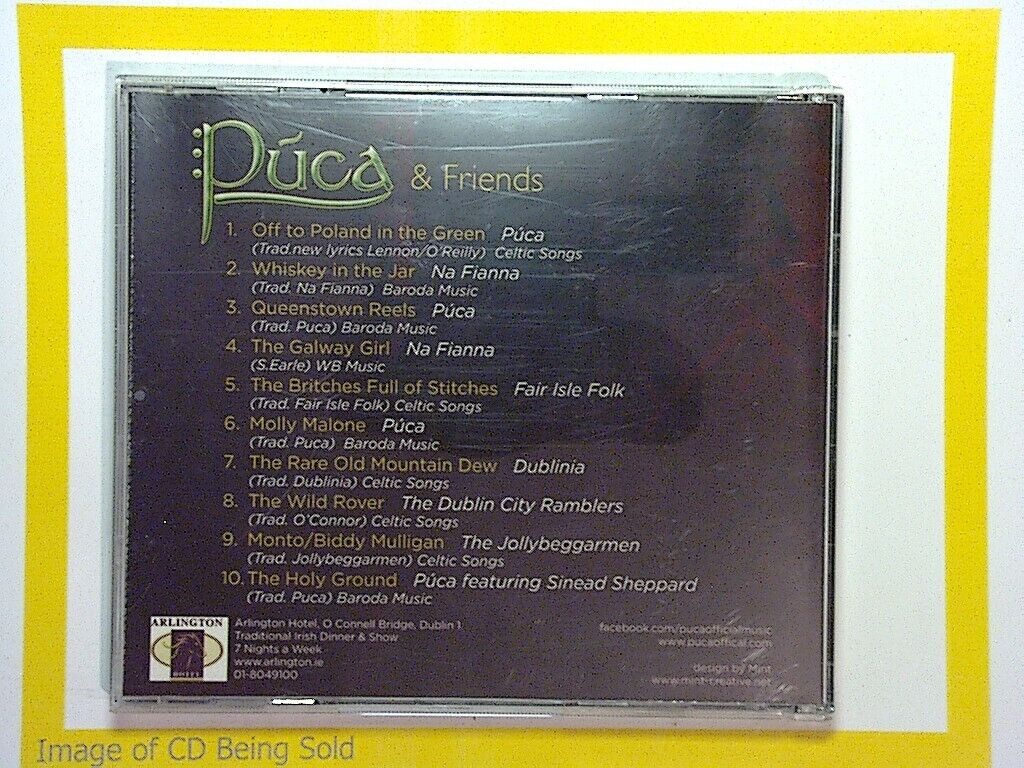 Púca & Friends
1. Off to Poland in the Green Púca
(Trad.new lyrics Lennon/O'Reilly) Celtic Songs
2. Whiskey in the Jar Na Fianna
(Trad. Na Fianna) Baroda Music
3. Queenstown Reels Púca
(Trad. Puca) Baroda Music
4. The Galway Girl Na Fianna
(S.Earle) WB Music
5. The Britches Full of Stitches Fair Isle Folk
(Trad. Fair Isle Folk) Celtic Songs
6. Molly Malone Púca
(Trad. Puca) Baroda Music
7. The Rare Old Mountain Dew Dublinia
(Trad. Dublinia) Celtic Songs
8. The Wild Rover The Dublin City Ramblers
(Trad. O'Connor) Celtic Songs
9. Monto/Biddy Mulligan The Jollybeggarmen
(Trad. Jollybeggarmen) Celtic Songs
10. The Holy Ground Púca featuring Sinead Sheppard
(Trad. Puca) Baroda Music
ARLINGTON
HOTEL
Arlington Hotel, O Connell Bridge, Dublin 1
Traditional Irish Dinner & Show
7 Nights a Week
www.arlington.ie
01-8049100
facebook.com/pucaofficialmusic
www.pucaoffical.com
design by Mint
www.mint-creative.net
Image of CD Being Sold